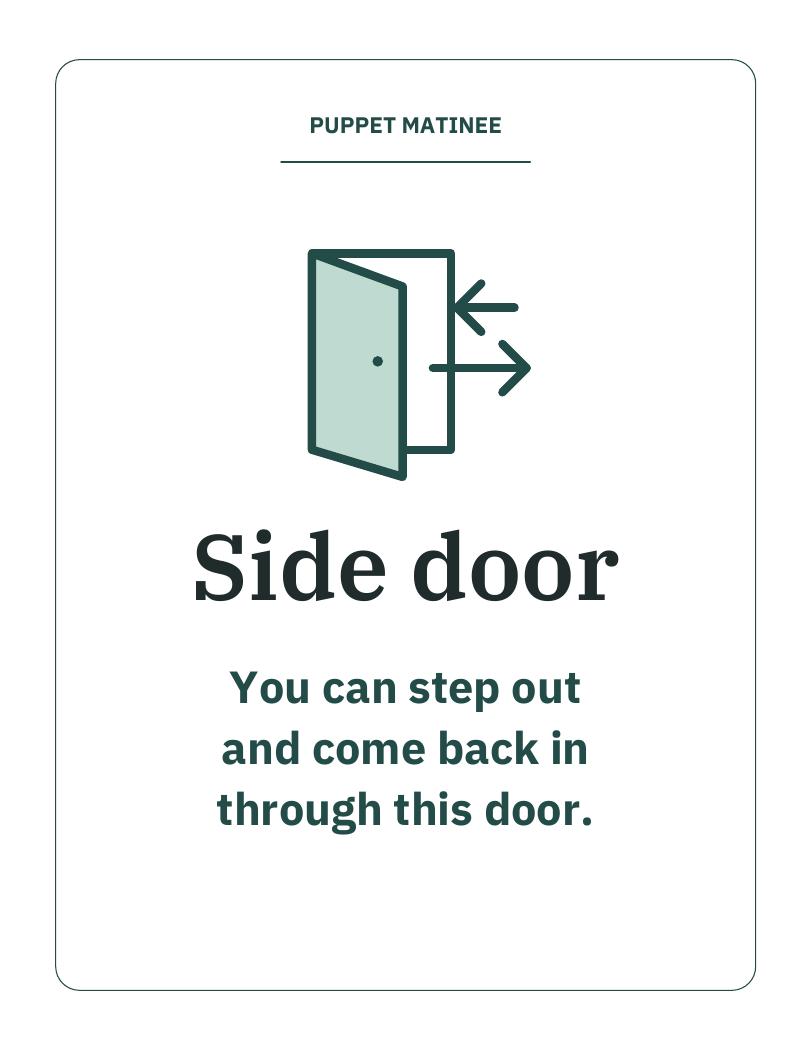 PUPPET MATINEE
Side door
You can step out
and come back in
through this door.